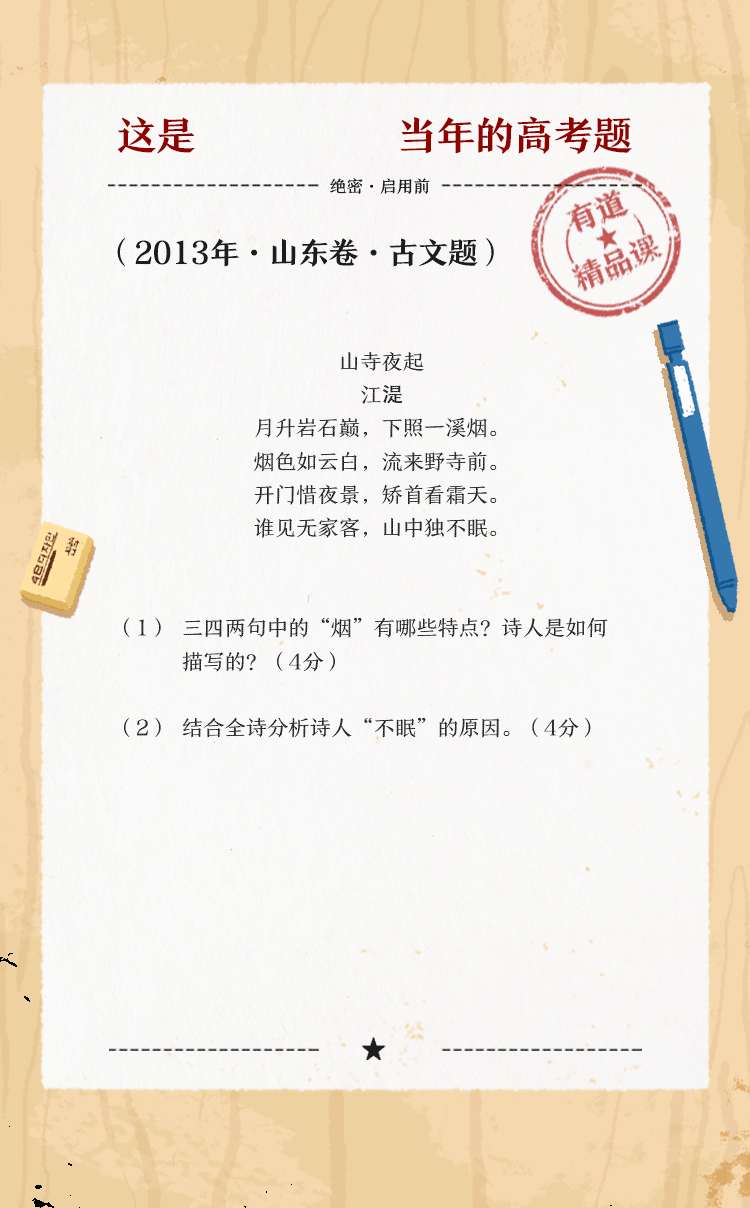 这是 当年的高考题
绝密·启用前
有道
精品课
（2013年·山东卷·古文题）
山寺夜起
江湜
月升岩石巅，下照一溪烟。
烟色如云白，流来野寺前。
开门惜夜景，矫首看霜天。
谁见无家客，山中独不眠。
（1） 三四两句中的“烟”有哪些特点？诗人是如何
描写的？（4分）
（2） 结合全诗分析诗人“不眠”的原因。（4分）